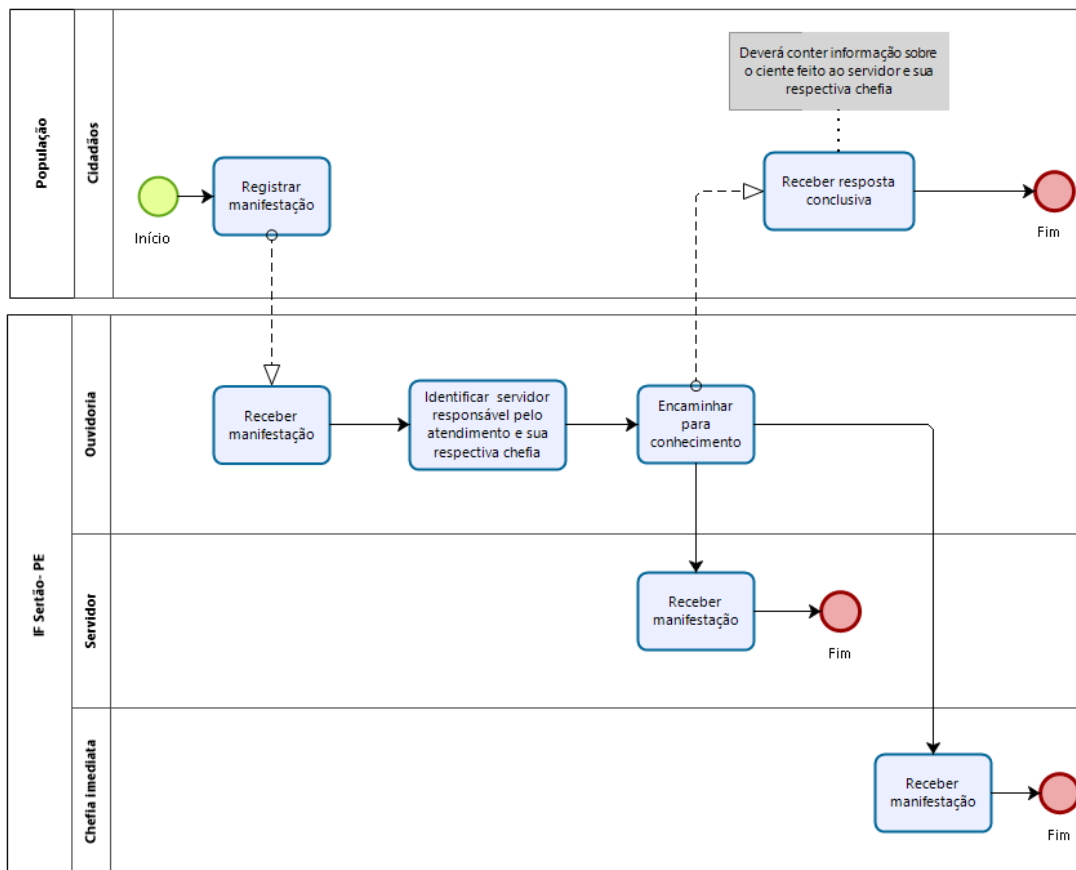 População
Cidadãos
Deverá conter informação sobre
o ciente feito ao servidor e sua
respectiva chefia
Início
Registrar
manifestação
Receber resposta
conclusiva
Fim
IF Sertão- PE
Ouvidoria
Receber
manifestação
Identificar servidor
responsável pelo
atendimento e sua
respectiva chefia
Encaminhar
para
conhecimento
Servidor
Receber
manifestação
Fim
Chefia imediata
Receber
manifestação
Fim